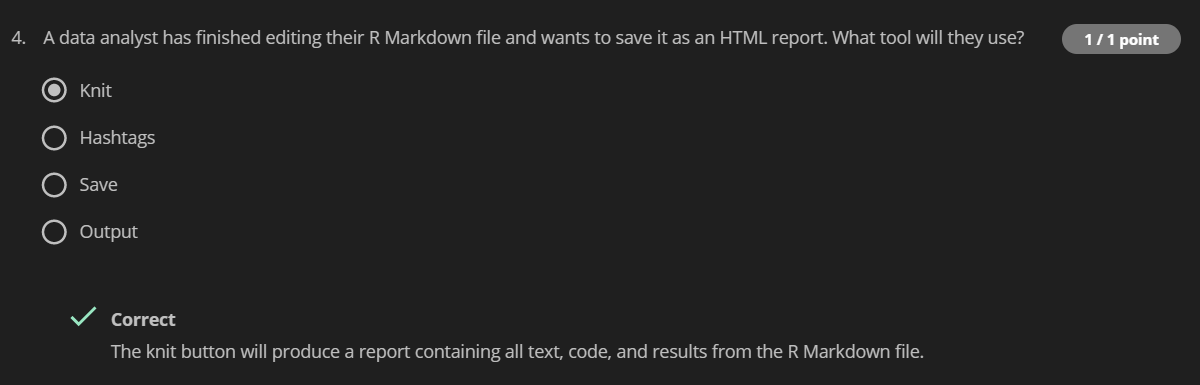 4. A data analyst has finished editing their R Markdown file and wants to save it as an HTML report. What tool will they use?
1 / 1 point
Knit
Hashtags
Save
Output
Correct
The knit button will produce a report containing all text, code, and results from the R Markdown file.